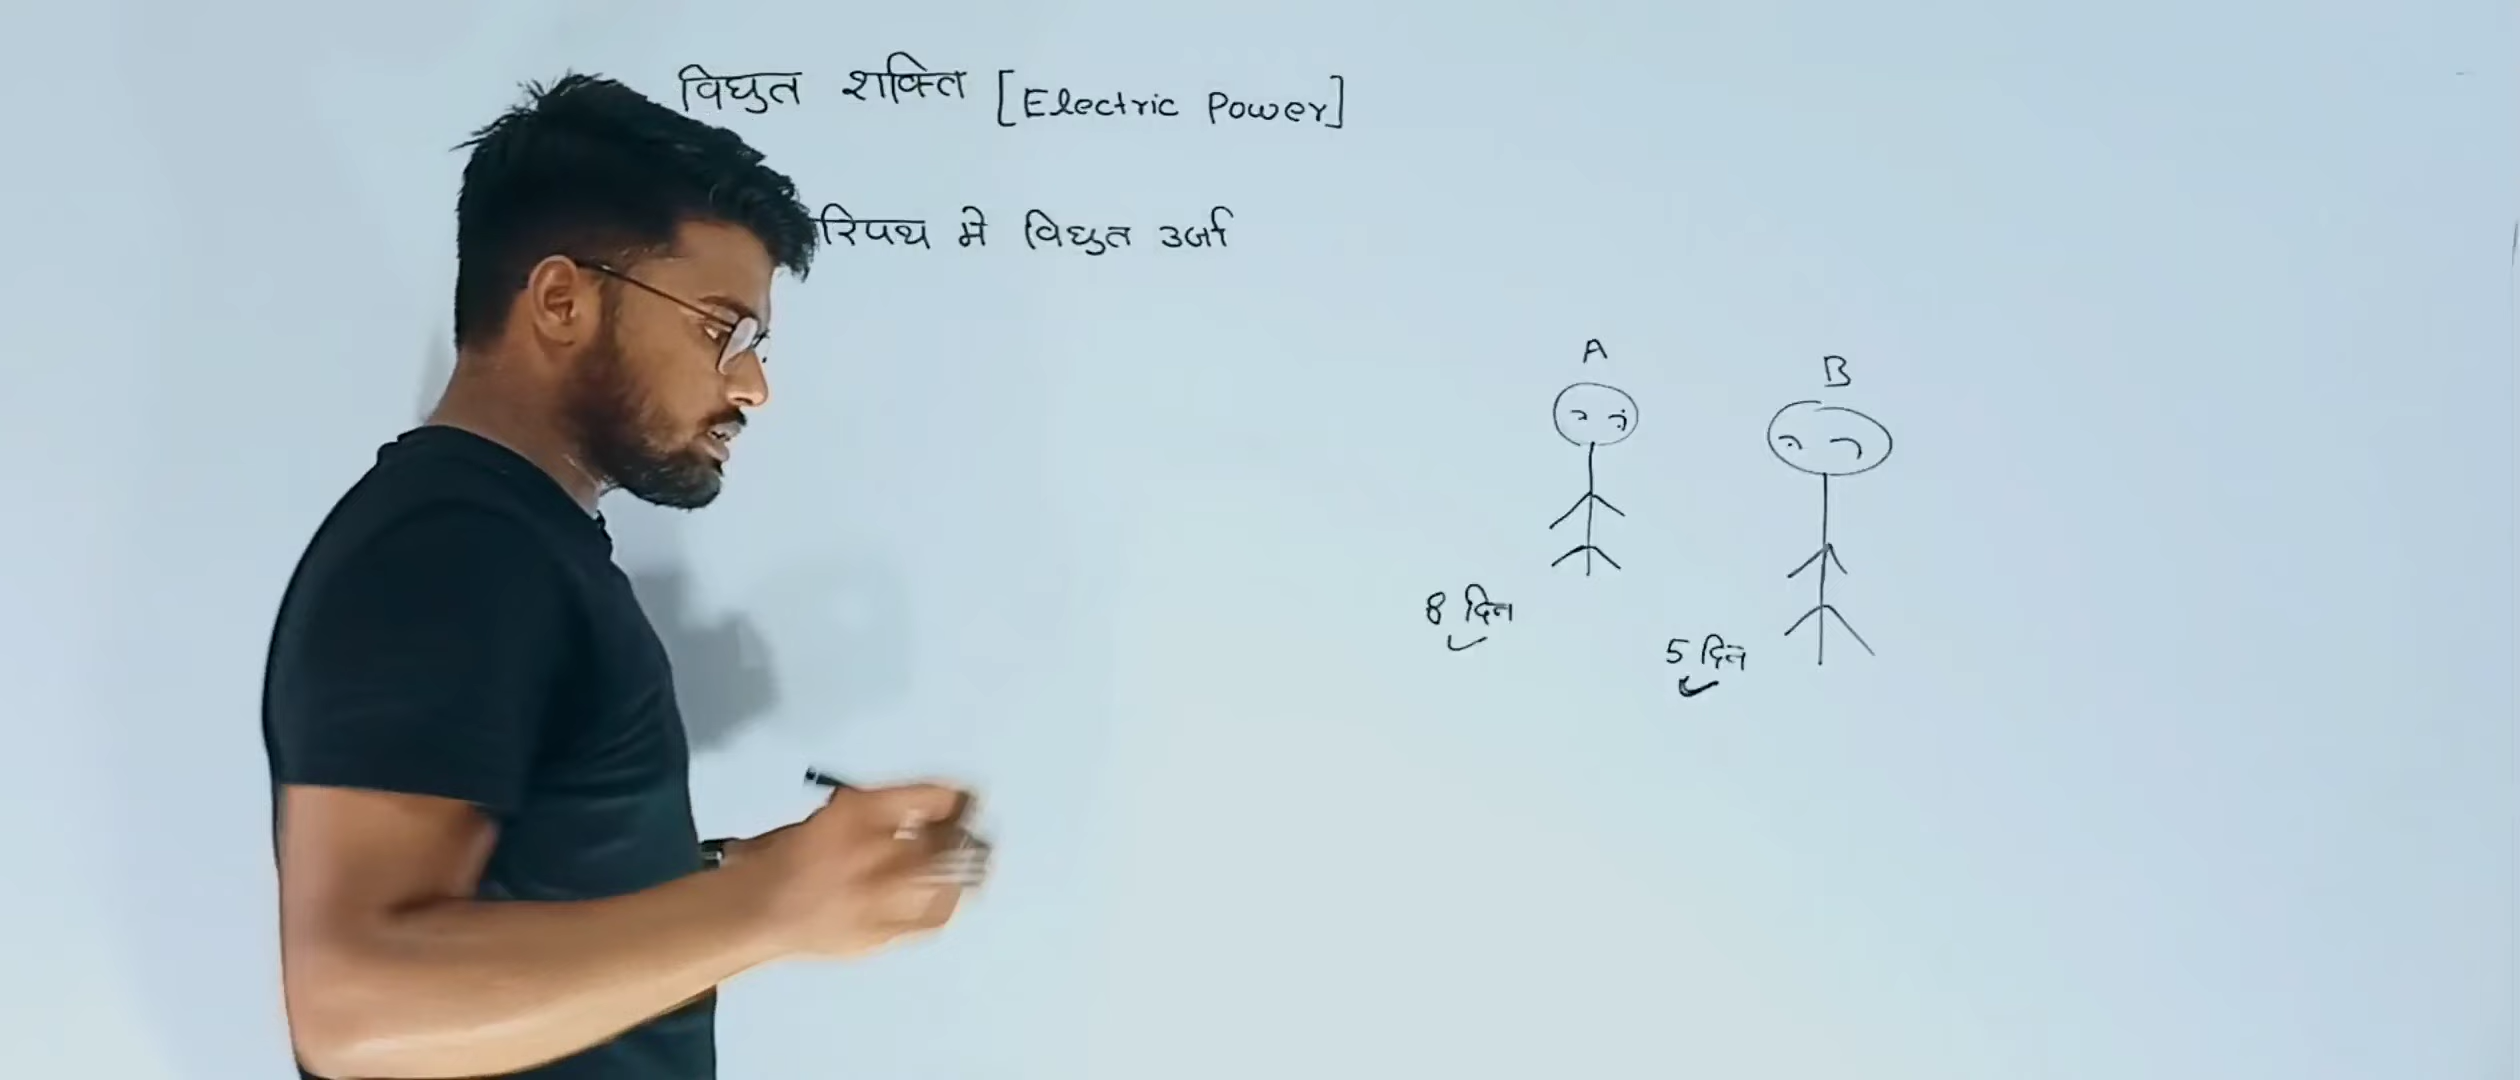 विद्युत शक्ति [Electric Power]
रिपथ मे विद्युत उर्जा
A
B
8 दिन
5 दिन